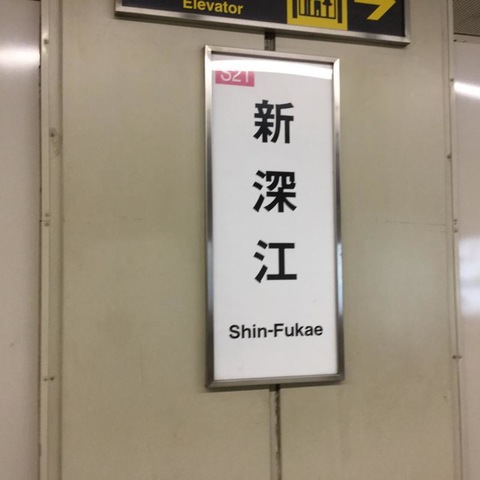 Elevator
S21
新深江
Shin-Fukae